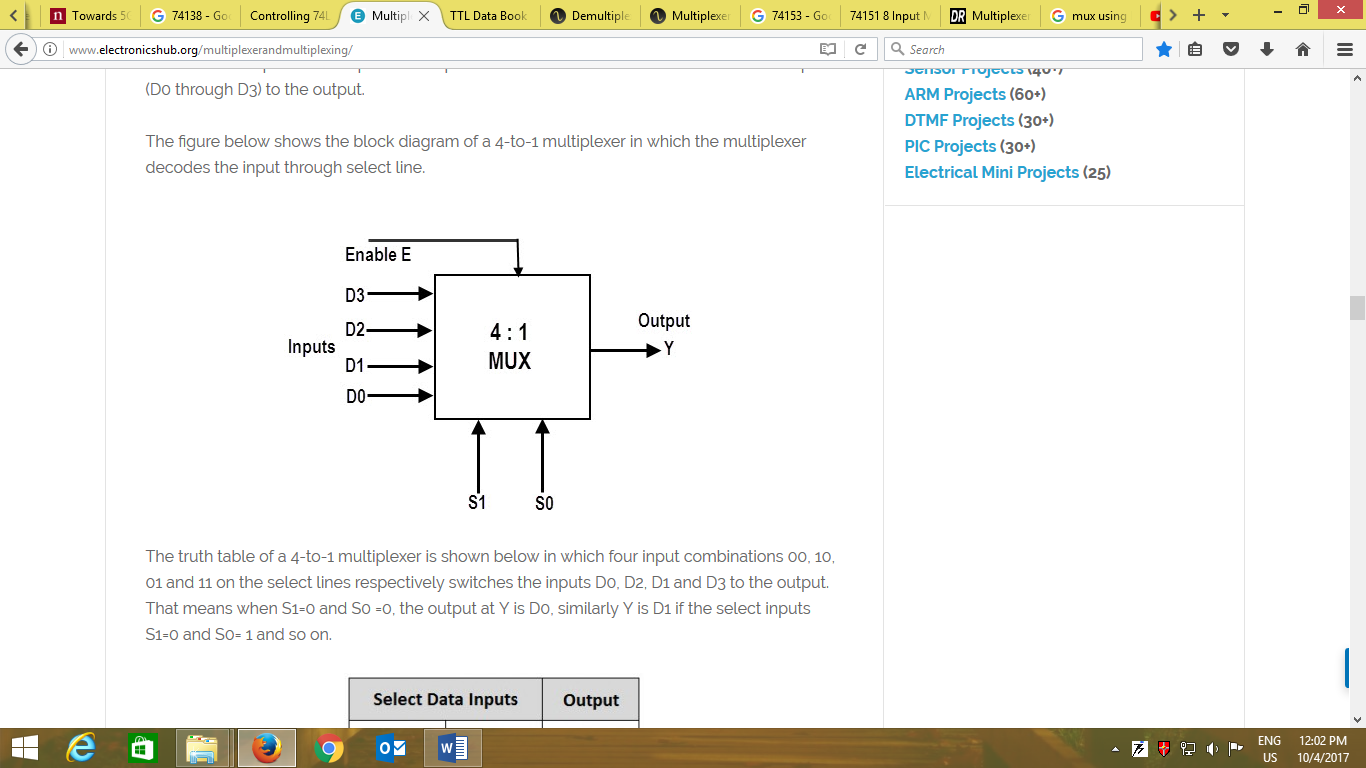 Towards 5G
74138 - Goo
Controlling 74L
Multipl
TTL Data Book
Demultiple
Multiplexer
74153 - Go
74151 8 Input M
DR Multiplexer
mux using
www.electronicshub.org/multiplexerandmultiplexing/
Search
(D0 through D3) to the output.
The figure below shows the block diagram of a 4-to-1 multiplexer in which the multiplexer
decodes the input through select line.
Enable E
D3
D2
Inputs
D1
D0
4 : 1
MUX
Output
Y
S1
S0
The truth table of a 4-to-1 multiplexer is shown below in which four input combinations 00, 10,
01 and 11 on the select lines respectively switches the inputs D0, D2, D1 and D3 to the output.
That means when S1=0 and S0 =0, the output at Y is D0, similarly Y is D1 if the select inputs
S1=0 and S0= 1 and so on.
Select Data Inputs
Output
Sensor Projects (40+)
ARM Projects (60+)
DTMF Projects (30+)
PIC Projects (30+)
Electrical Mini Projects (25)
ENG
US
12:02 PM
10/4/2017